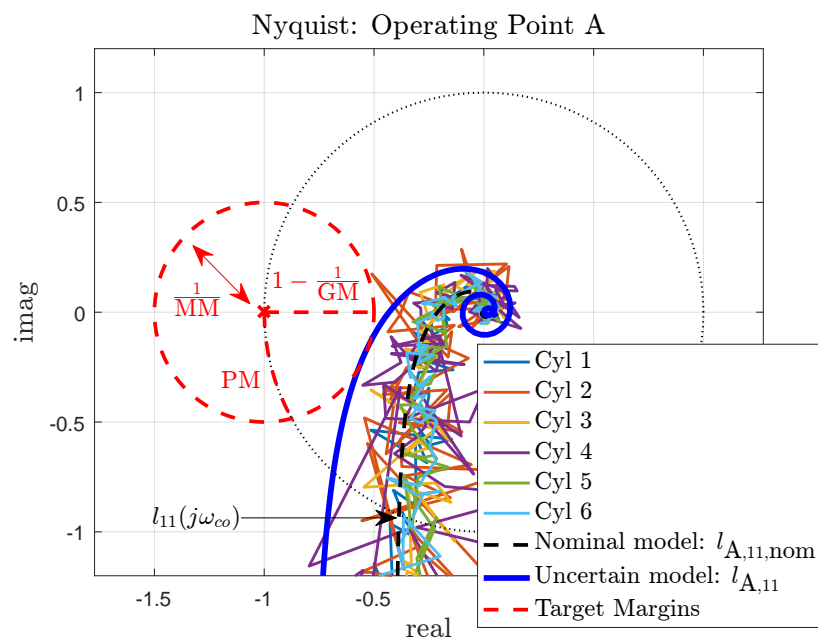 Nyquist: Operating Point A
imag
1
0.5
0
-0.5
-1
1/MM
1 - 1/GM
PM
l11(jωco)
Cyl 1
Cyl 2
Cyl 3
Cyl 4
Cyl 5
Cyl 6
Nominal model: lA,11,nom
Uncertain model: lA,11
Target Margins
-1.5
-1
-0.5
real